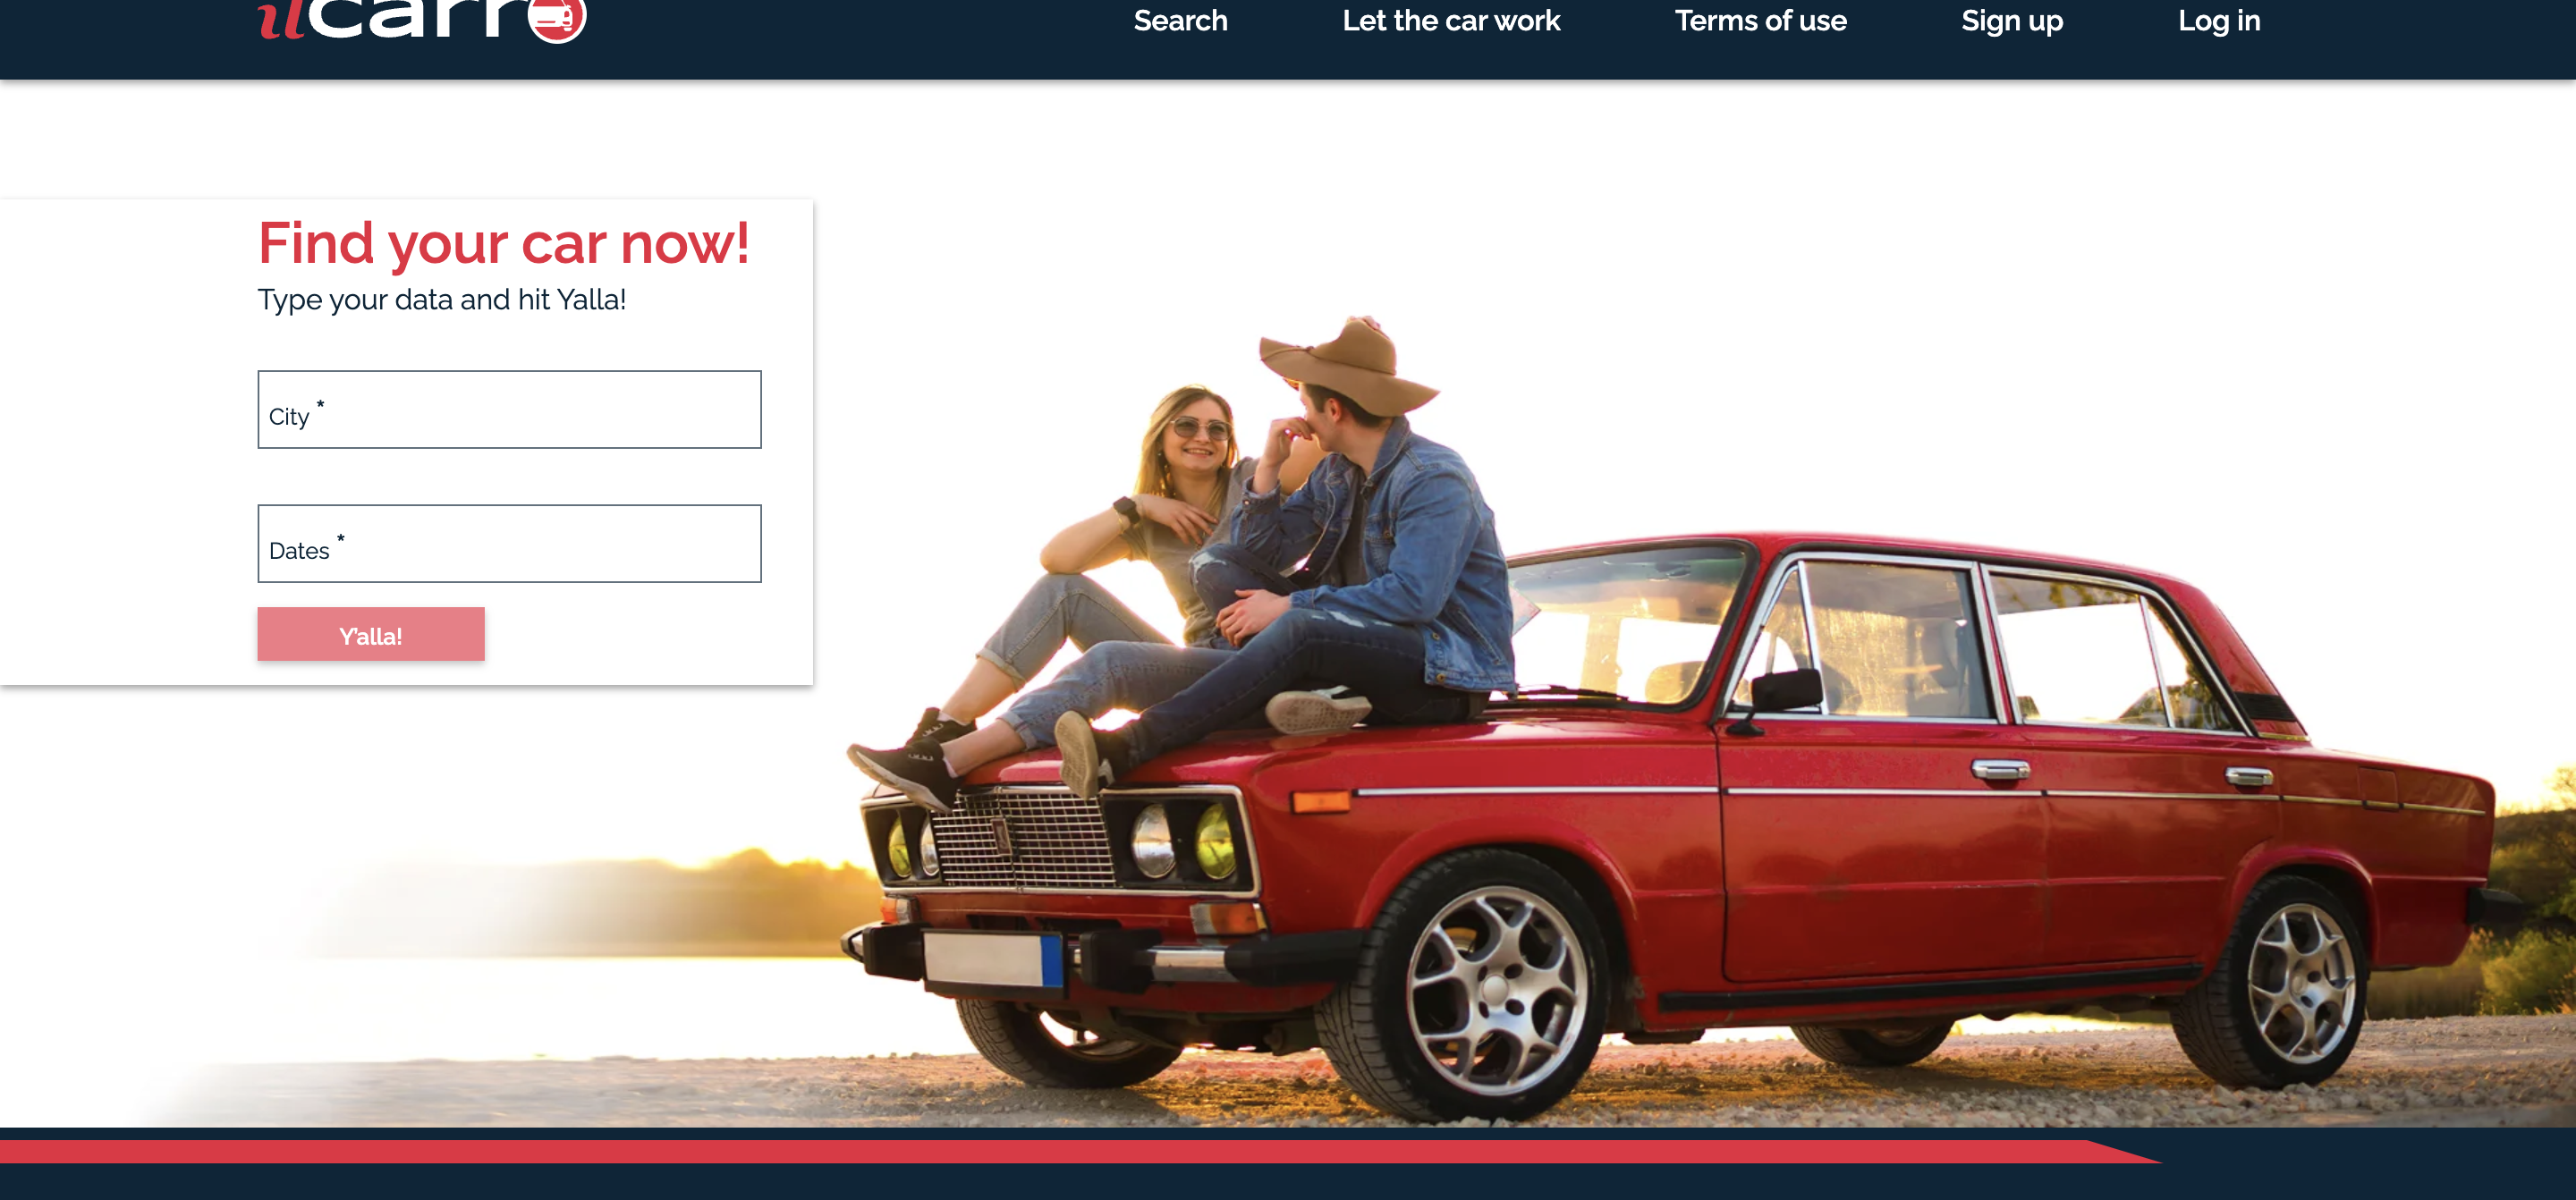 ilcarro
Search
Let the car work
Terms of use
Sign up
Log in
Find your car now!
Type your data and hit Yalla!
City *
Dates *
Y'alla!